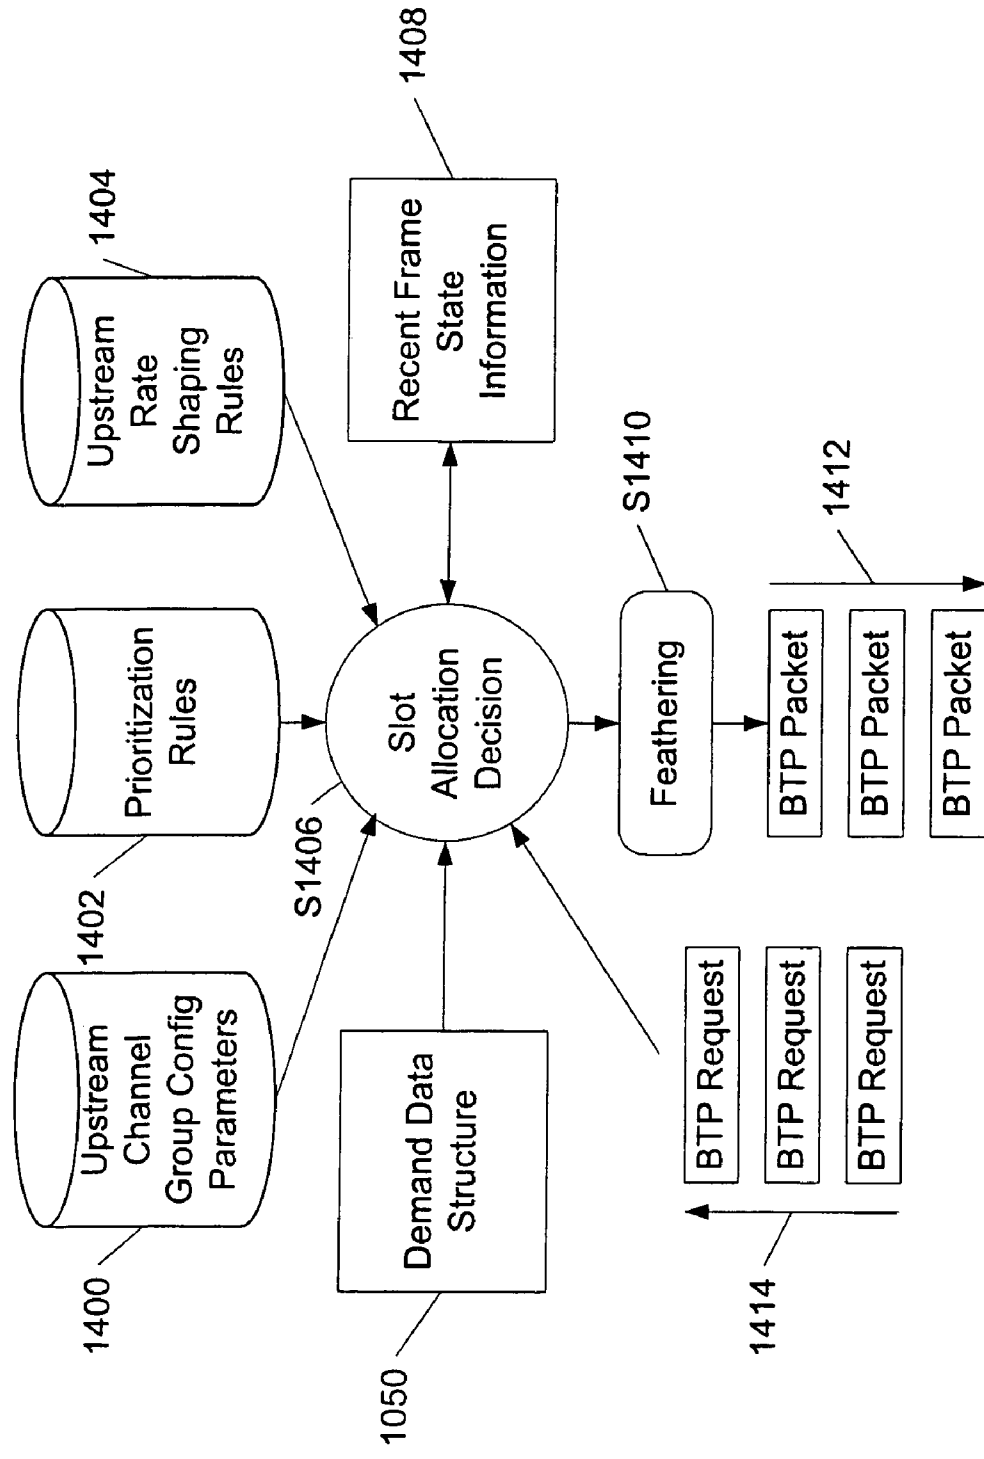 1400
Upstream
Channel
Group Config
Parameters
1402
Prioritization
Rules
1404
Upstream
Rate
Shaping
Rules
S1406
Slot
Allocation
Decision
1050
Demand Data
Structure
1408
Recent Frame
State
Information
S1410
Feathering
1414
BTP Request
BTP Request
BTP Request
1412
BTP Packet
BTP Packet
BTP Packet